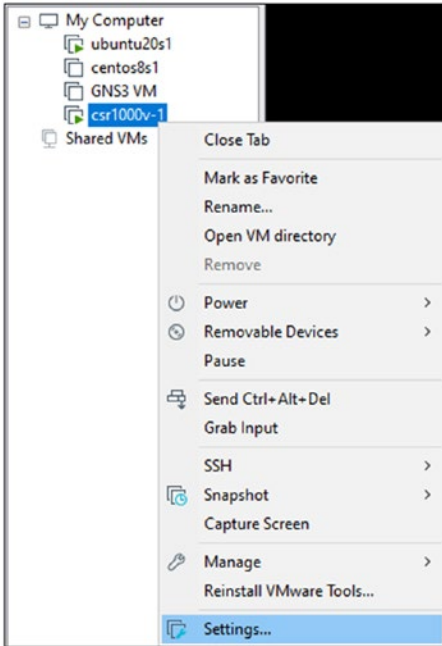 My Computer
ubuntu20s1
centos8s1
GNS3 VM
csr1000v-1
Shared VMs
Close Tab
Mark as Favorite
Rename...
Open VM directory
Remove
Power
Removable Devices
Pause
Send Ctrl+Alt+Del
Grab Input
SSH
Snapshot
Capture Screen
Manage
Reinstall VMware Tools...
Settings...